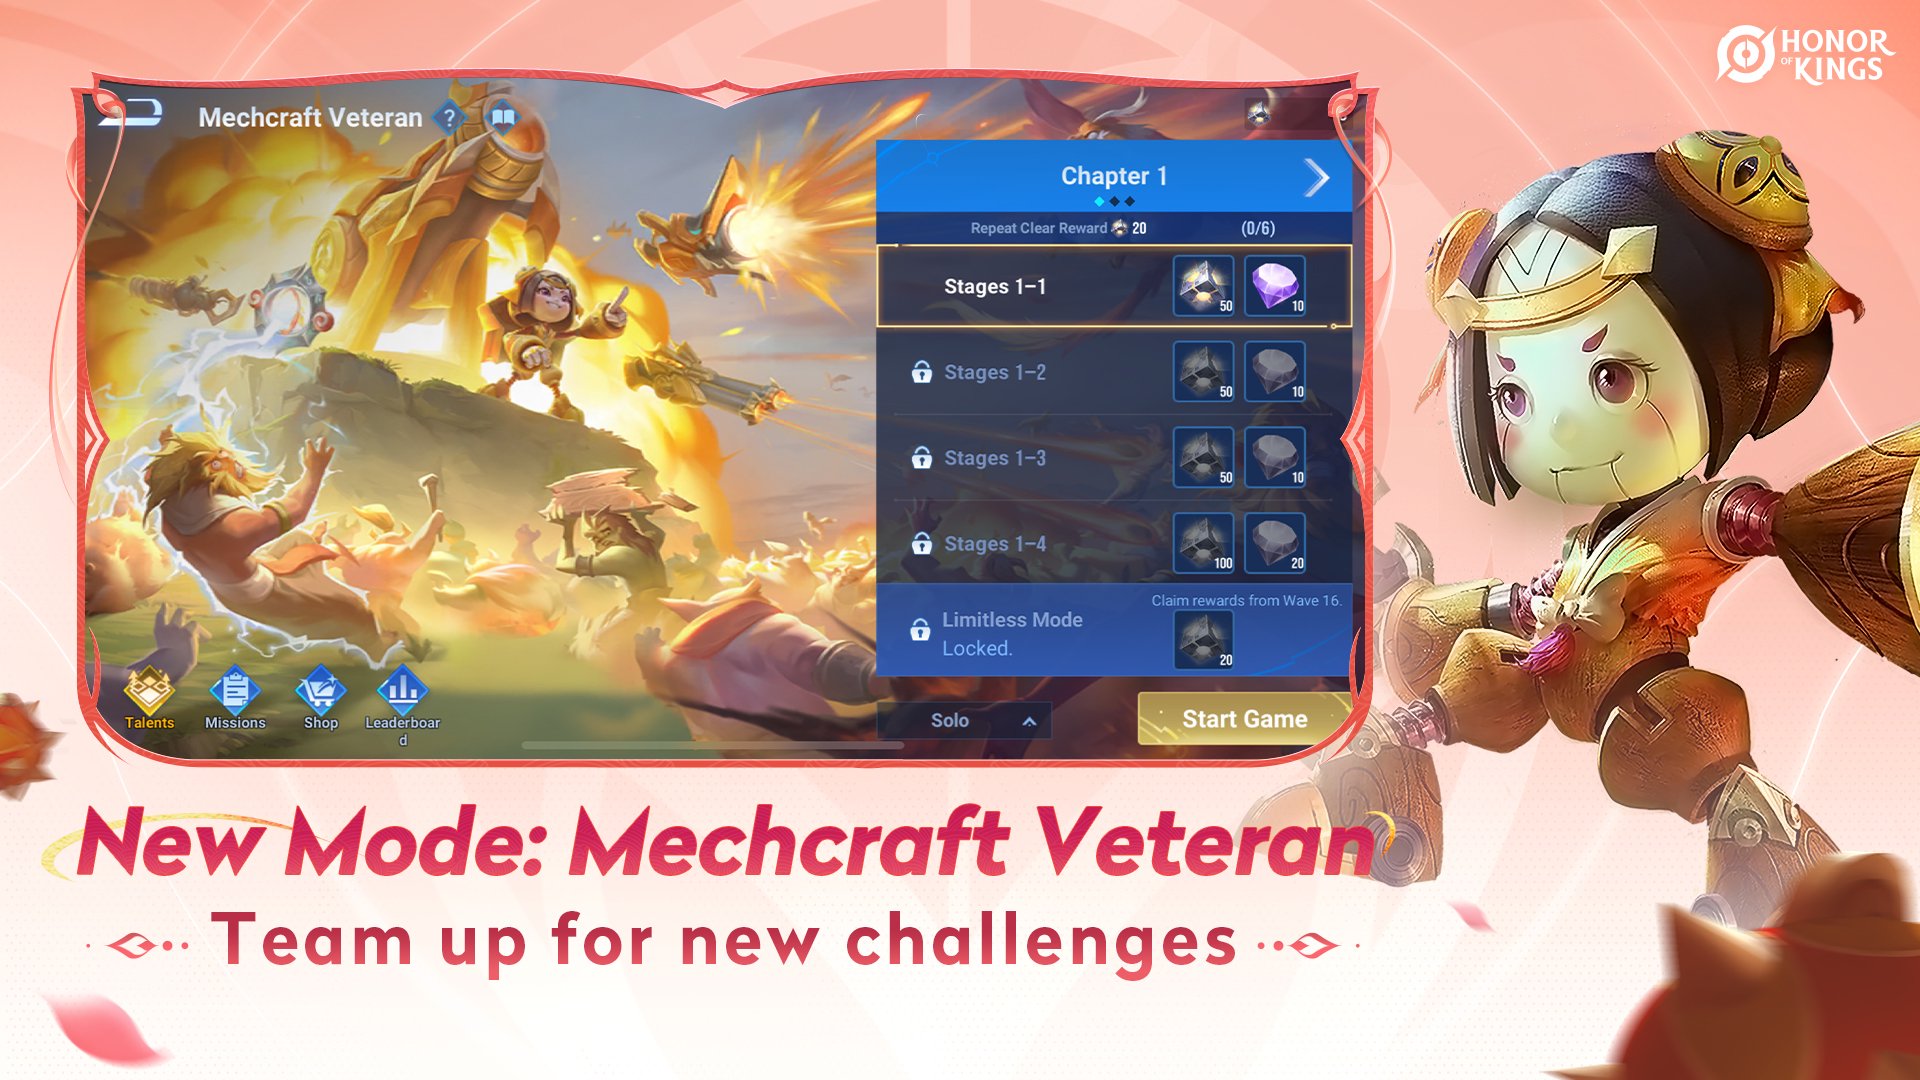 HONOR
OF
KINGS
Mechcraft Veteran ?
Chapter 1
Repeat Clear Reward 20 (0/6)
Stages 1–1
50 10
Stages 1–2
50 10
Stages 1–3
50 10
Stages 1–4
100 20
Claim rewards from Wave 16.
Limitless Mode
Locked.
20
Talents
Missions
Shop
Leaderboar
d
Solo
Start Game
New Mode: Mechcraft Veteran
Team up for new challenges